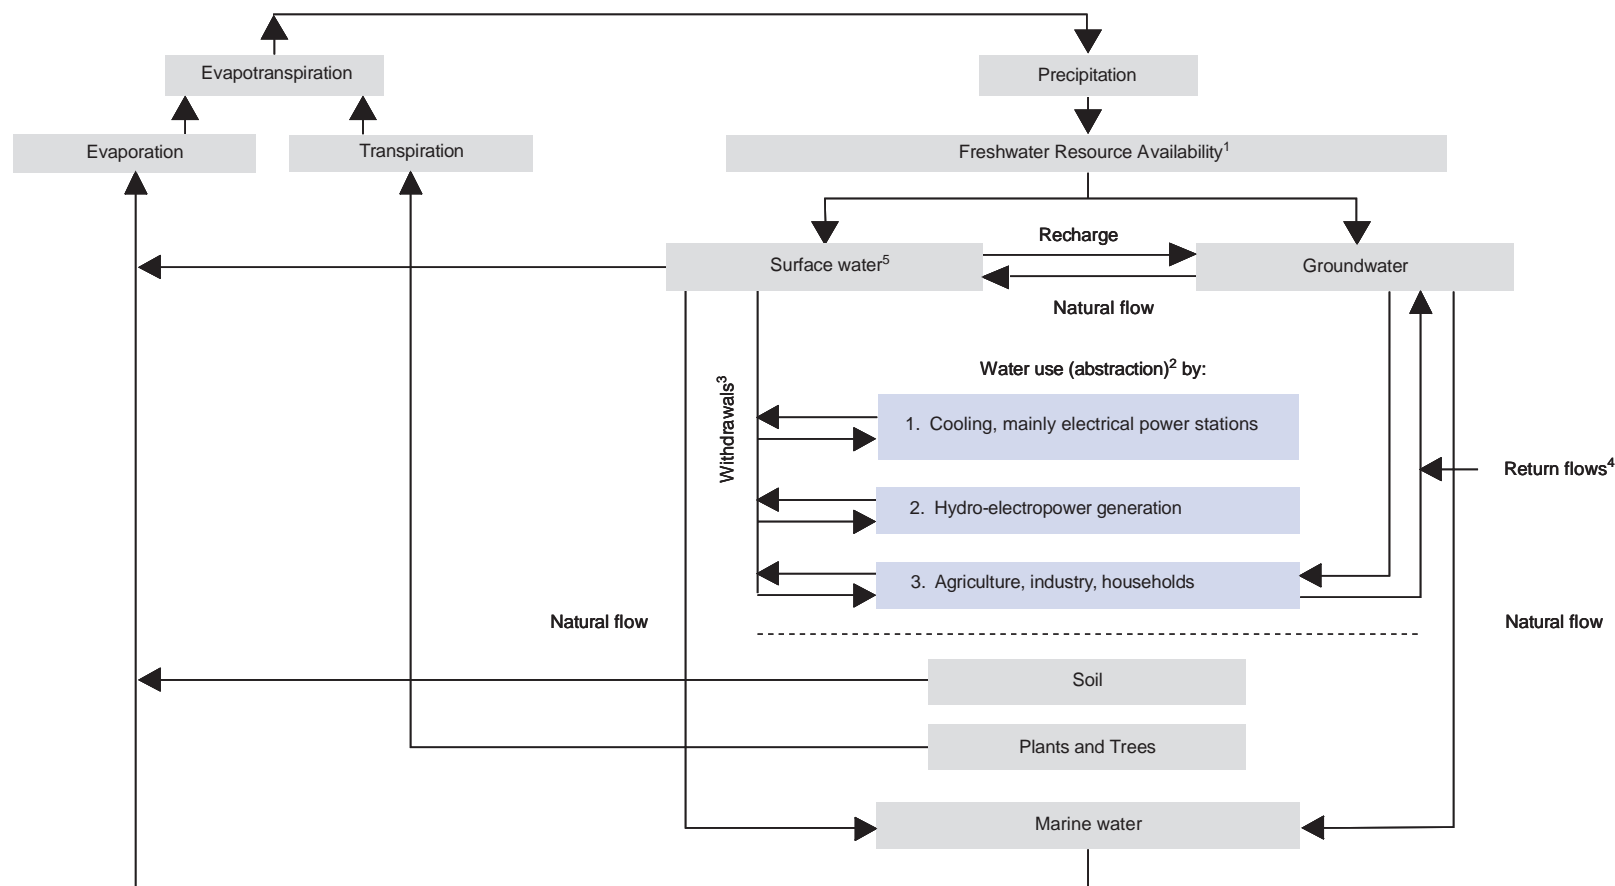 Evapotranspiration
Precipitation
Evaporation
Transpiration
Freshwater Resource Availability¹
Recharge
Surface water⁵
Groundwater
Natural flow
Water use (abstraction)² by:
Withdrawals³
1. Cooling, mainly electrical power stations
Return flows⁴
2. Hydro-electropower generation
3. Agriculture, industry, households
Natural flow
Natural flow
Soil
Plants and Trees
Marine water